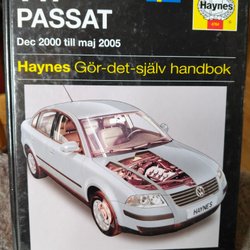 Haynes
PASSAT
Dec 2000 till maj 2005
Haynes Gör-det-själv handbok
HAYNES